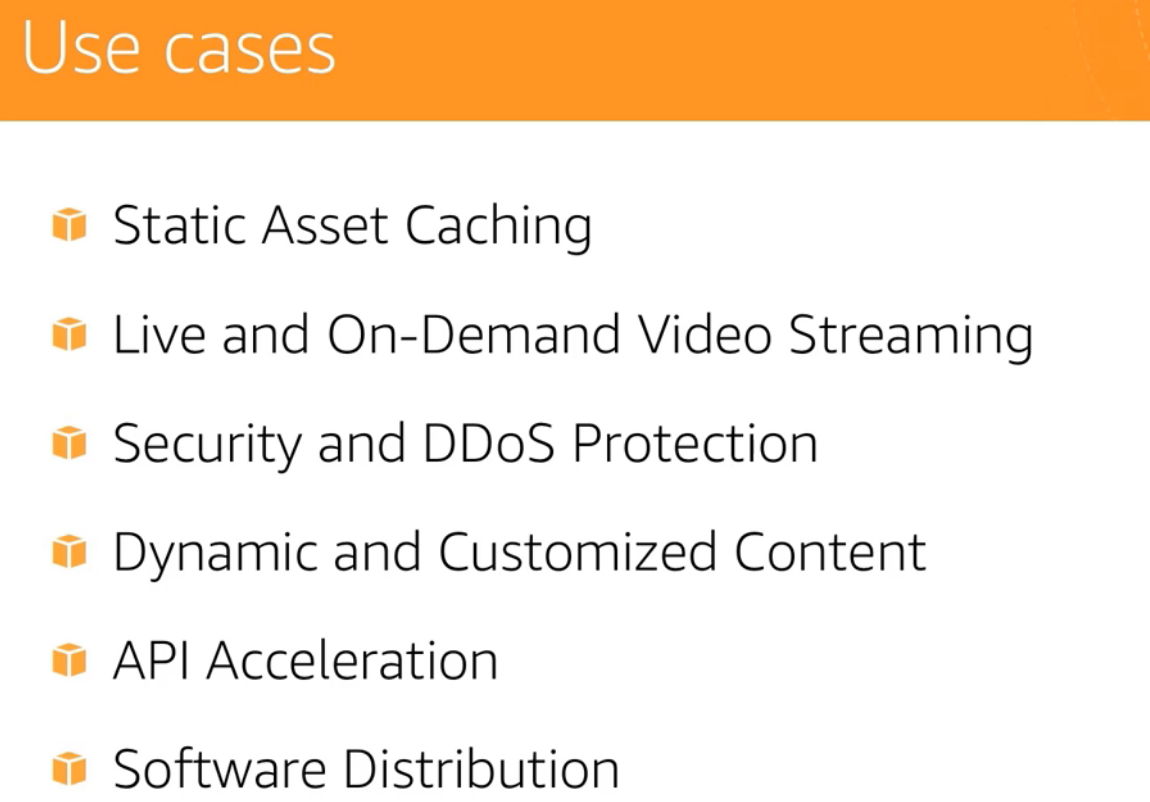 Use cases
Static Asset Caching
Live and On-Demand Video Streaming
Security and DDoS Protection
Dynamic and Customized Content
API Acceleration
Software Distribution